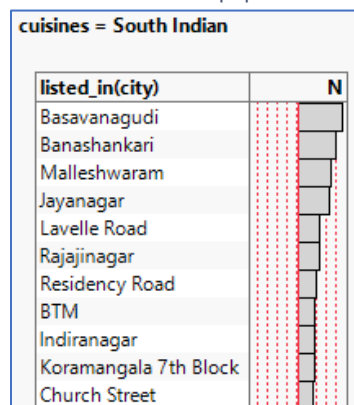 cuisines = South Indian
listed_in(city) N
Basavanagudi
Banashankari
Malleshwaram
Jayanagar
Lavelle Road
Rajajinagar
Residency Road
BTM
Indiranagar
Koramangala 7th Block
Church Street